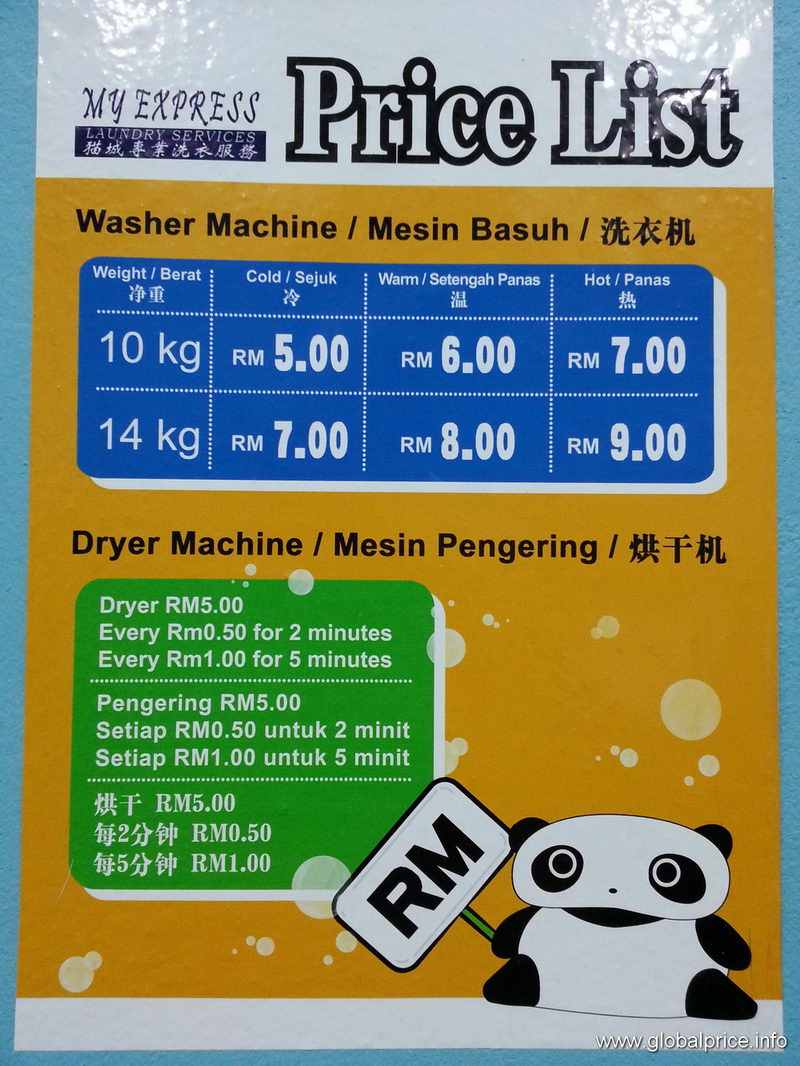 MY EXPRESS
LAUNDRY SERVICES
猫城專業洗衣服務
Price List
Washer Machine / Mesin Basuh / 洗衣机
Weight / Berat Cold / Sejuk Warm / Setengah Panas Hot / Panas
净重 冷 温 热
10 kg RM 5.00 RM 6.00 RM 7.00
14 kg RM 7.00 RM 8.00 RM 9.00
Dryer Machine / Mesin Pengering / 烘干机
Dryer RM5.00
Every Rm0.50 for 2 minutes
Every Rm1.00 for 5 minutes
Pengering RM5.00
Setiap RM0.50 untuk 2 minit
Setiap RM1.00 untuk 5 minit
烘干 RM5.00
每2分钟 RM0.50
每5分钟 RM1.00
RM
www.globalprice.info